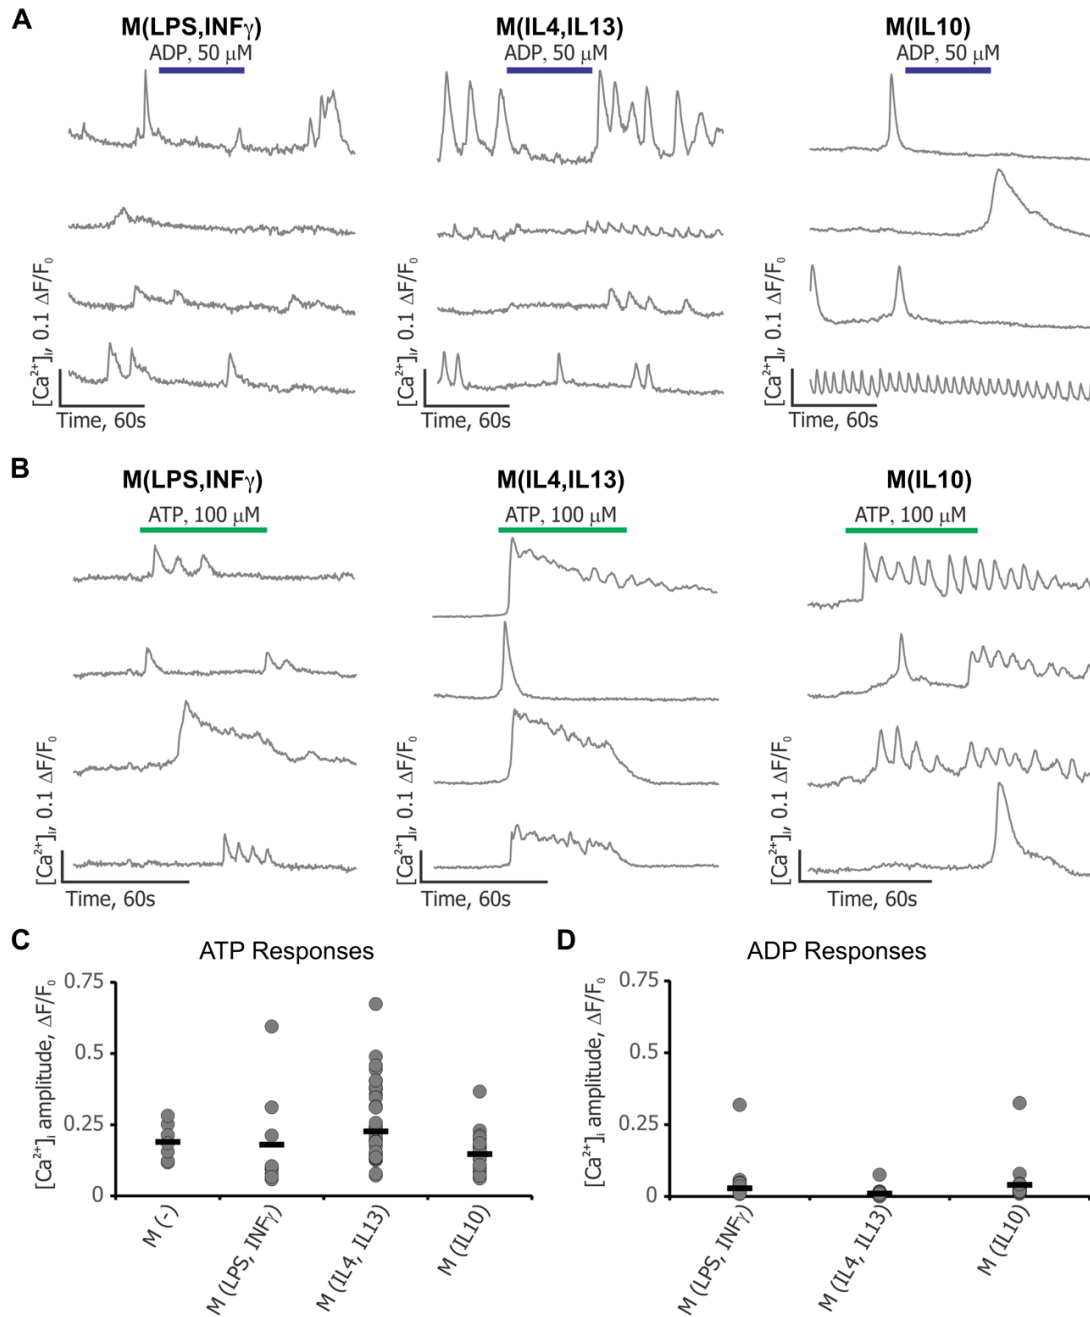 A
M(LPS,INFγ) M(IL4,IL13) M(IL10)
ADP, 50 μM ADP, 50 μM ADP, 50 μM
[Ca²⁺]ᵢ, 0.1 ΔF/F₀ [Ca²⁺]ᵢ, 0.1 ΔF/F₀ [Ca²⁺]ᵢ, 0.1 ΔF/F₀
Time, 60s Time, 60s Time, 60s
B
M(LPS,INFγ) M(IL4,IL13) M(IL10)
ATP, 100 μM ATP, 100 μM ATP, 100 μM
[Ca²⁺]ᵢ, 0.1 ΔF/F₀ [Ca²⁺]ᵢ, 0.1 ΔF/F₀ [Ca²⁺]ᵢ, 0.1 ΔF/F₀
Time, 60s Time, 60s Time, 60s
C
ATP Responses
[Ca²⁺]ᵢ amplitude, ΔF/F₀
0.75
0.5
0.25
0
M (-)
M (LPS, INFγ)
M (IL4, IL13)
M (IL10)
D
ADP Responses
[Ca²⁺]ᵢ amplitude, ΔF/F₀
0.75
0.5
0.25
0
M (LPS, INFγ)
M (IL4, IL13)
M (IL10)